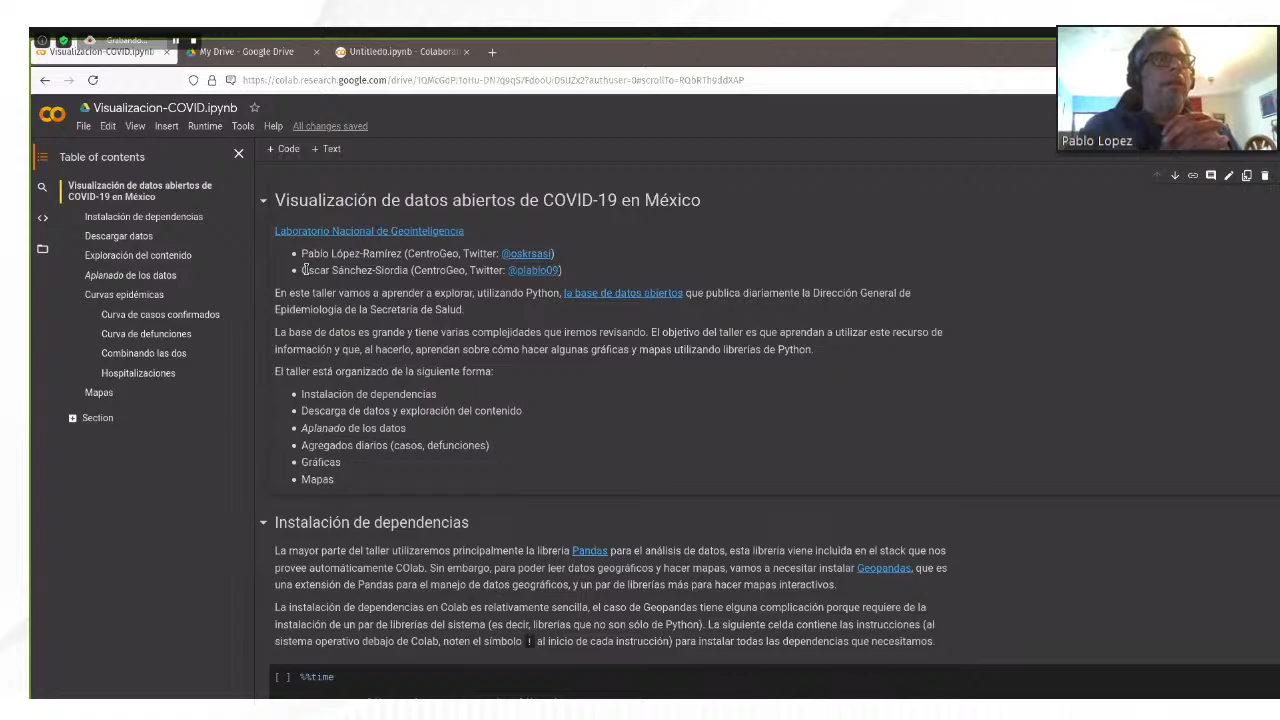 Grabando...
Visualizacion-COVID.ipynb
My Drive - Google Drive
Untitled0.ipynb - Colaborat
https://colab.research.google.com/drive/
Visualizacion-COVID.ipynb
File Edit View Insert Runtime Tools Help All changes saved
Pablo Lopez
Table of contents
Visualización de datos abiertos de
COVID-19 en México
Instalación de dependencias
Descargar datos
Exploración del contenido
Aplanado de los datos
Curvas epidémicas
Curva de casos confirmados
Curva de defunciones
Combinando las dos
Hospitalizaciones
Mapas
Section
+ Code + Text
Visualización de datos abiertos de COVID-19 en México
Laboratorio Nacional de Geointeligencia
Pablo López-Ramírez (CentroGeo, Twitter: @oskrsasi)
Oscar Sánchez-Siordia (CentroGeo, Twitter: @plablo09)
En este taller vamos a aprender a explorar, utilizando Python, la base de datos abiertos que publica diariamente la Dirección General de
Epidemiología de la Secretaría de Salud.
La base de datos es grande y tiene varias complejidades que iremos revisando. El objetivo del taller es que aprendan a utilizar este recurso de
información y que, al hacerlo, aprendan sobre cómo hacer algunas gráficas y mapas utilizando librerías de Python.
El taller está organizado de la siguiente forma:
Instalación de dependencias
Descarga de datos y exploración del contenido
Aplanado de los datos
Agregados diarios (casos, defunciones)
Gráficas
Mapas
Instalación de dependencias
La mayor parte del taller utilizaremos principalmente la librería Pandas para el análisis de datos, esta librería viene incluida en el stack que nos
provee automáticamente COlab. Sin embargo, para poder leer datos geográficos y hacer mapas, vamos a necesitar instalar Geopandas, que es
una extensión de Pandas para el manejo de datos geográficos, y un par de librerías más para hacer mapas interactivos.
La instalación de dependencias en Colab es relativamente sencilla, el caso de Geopandas tiene elguna complicación porque requiere de la
instalación de un par de librerías del sistema (es decir, librerías que no son sólo de Python). La siguiente celda contiene las instrucciones (al
sistema operativo debajo de Colab, noten el símbolo ! al inicio de cada instrucción) para instalar todas las dependencias que necesitamos.
[ ] %%time